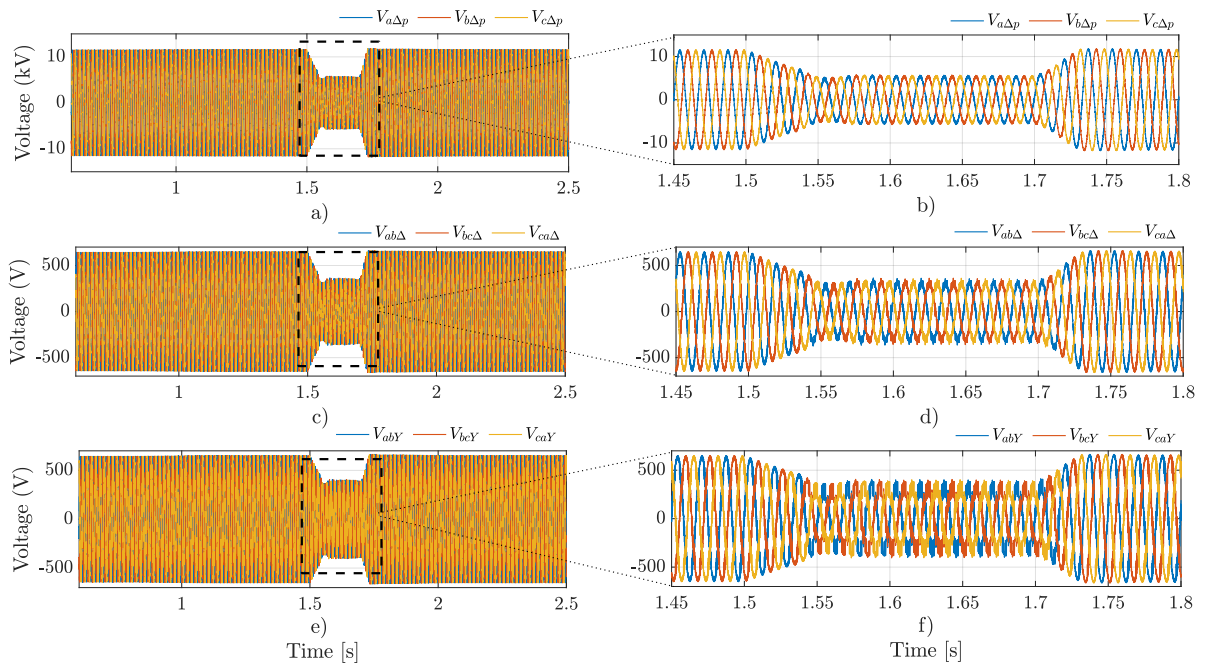 V_{aΔp} V_{bΔp} V_{cΔp}
Voltage (kV)
10
0
-10
1 1.5 2 2.5
a)
V_{aΔp} V_{bΔp} V_{cΔp}
10
0
-10
1.45 1.5 1.55 1.6 1.65 1.7 1.75 1.8
b)
V_{abΔ} V_{bcΔ} V_{caΔ}
Voltage (V)
500
0
-500
1 1.5 2 2.5
c)
V_{abΔ} V_{bcΔ} V_{caΔ}
500
0
-500
1.45 1.5 1.55 1.6 1.65 1.7 1.75 1.8
d)
V_{abY} V_{bcY} V_{caY}
Voltage (V)
500
0
-500
1 1.5 2 2.5
e)
Time [s]
V_{abY} V_{bcY} V_{caY}
500
0
-500
1.45 1.5 1.55 1.6 1.65 1.7 1.75 1.8
f)
Time [s]